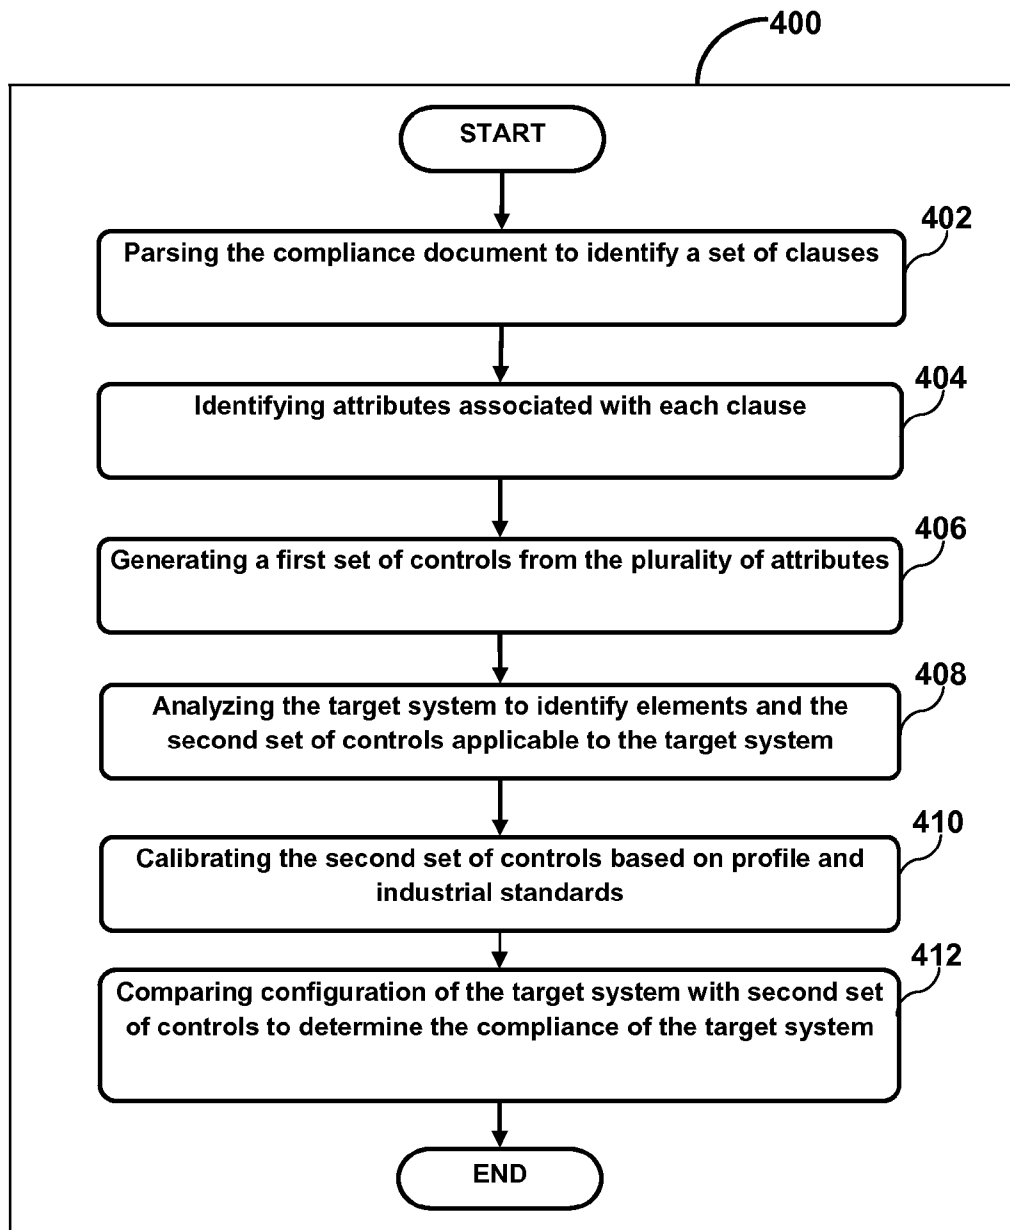 400
START
402
Parsing the compliance document to identify a set of clauses
404
Identifying attributes associated with each clause
406
Generating a first set of controls from the plurality of attributes
408
Analyzing the target system to identify elements and the
second set of controls applicable to the target system
410
Calibrating the second set of controls based on profile and
industrial standards
412
Comparing configuration of the target system with second set
of controls to determine the compliance of the target system
END